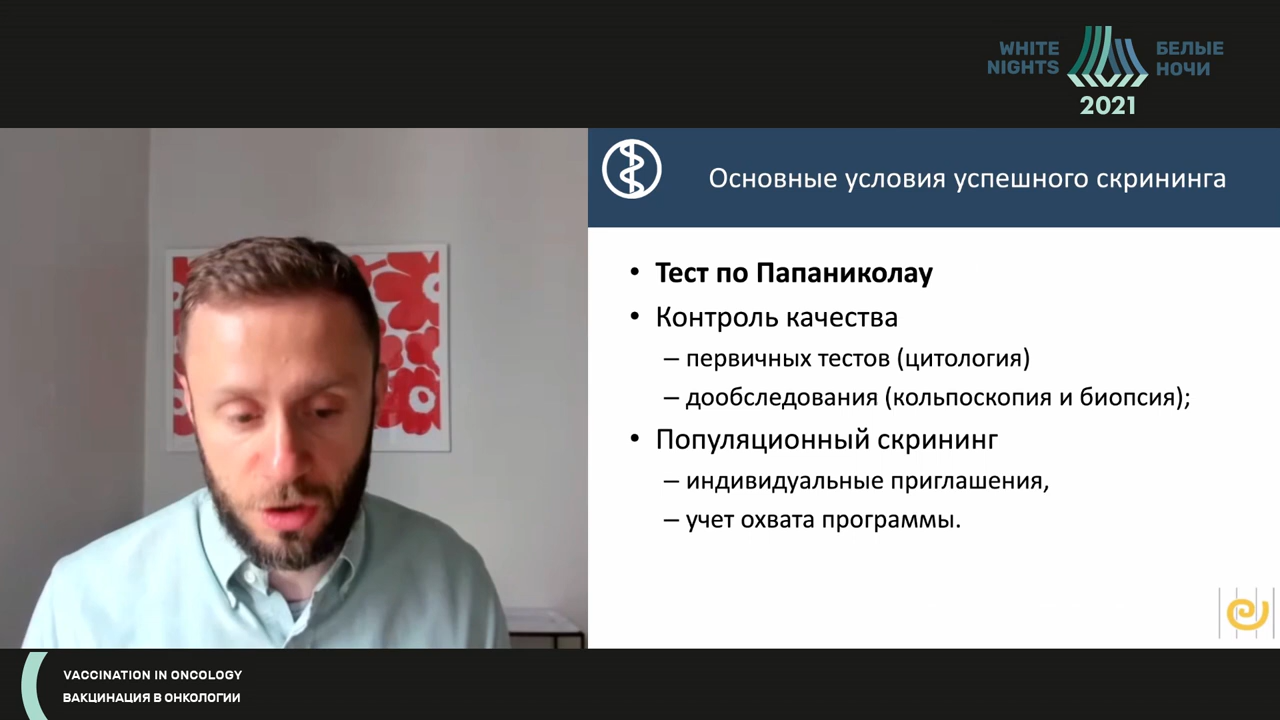 WHITE
NIGHTS
БЕЛЫЕ
НОЧИ
2021
Основные условия успешного скрининга
• Тест по Папаниколау
• Контроль качества
– первичных тестов (цитология)
– дообследования (кольпоскопия и биопсия);
• Популяционный скрининг
– индивидуальные приглашения,
– учет охвата программы.
VACCINATION IN ONCOLOGY
ВАКЦИНАЦИЯ В ОНКОЛОГИИ